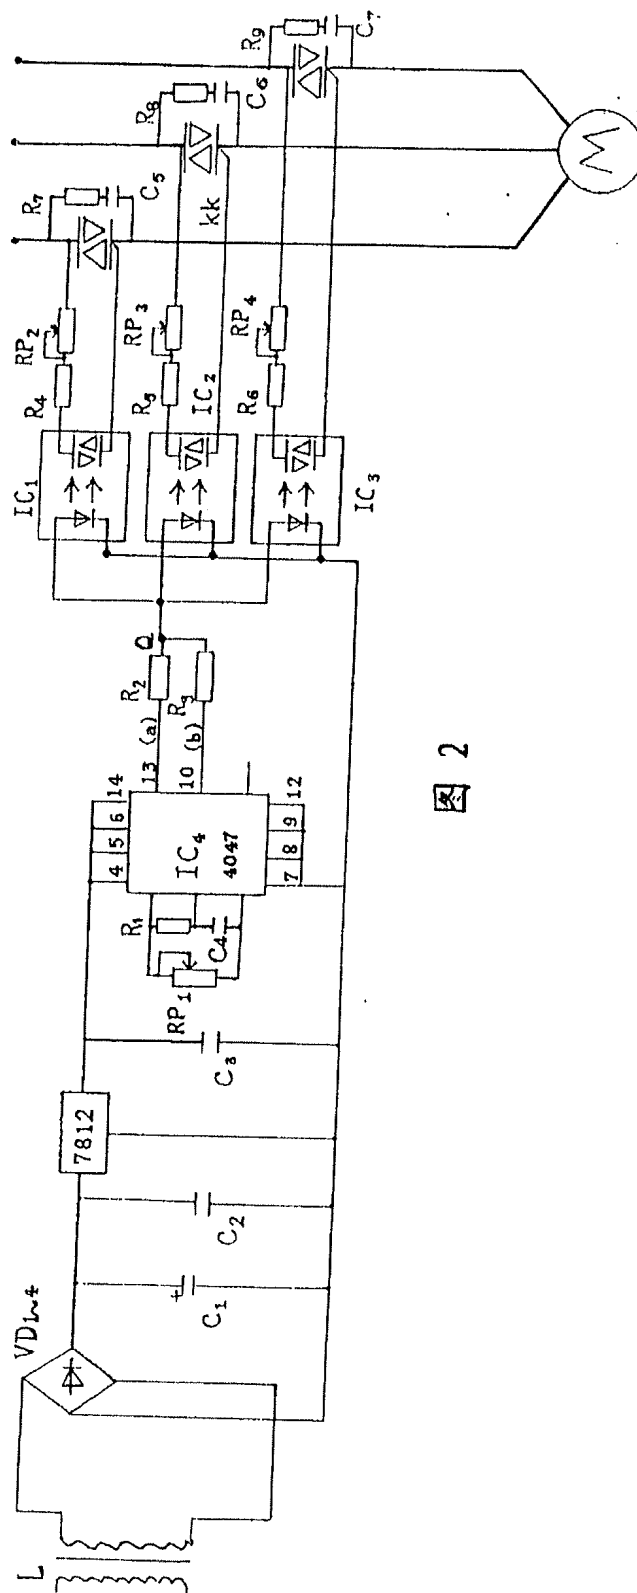 L
VD1~4
C1
C2
7812
C3
RP1
R1
C4
IC4
4047
4 5 6 14
7 8 9 12
13 (a)
10 (b)
R2
R3
Q
IC1
IC2
IC3
R4
RP2
R5
RP3
R6
RP4
kk
R7
C5
R8
C6
R9
C7
M
图 2